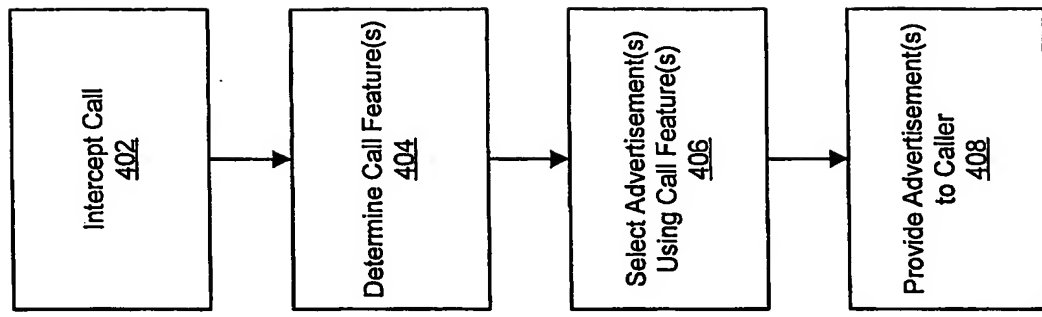 Intercept Call
402
Determine Call Feature(s)
404
Select Advertisement(s)
Using Call Feature(s)
406
Provide Advertisement(s)
to Caller
408